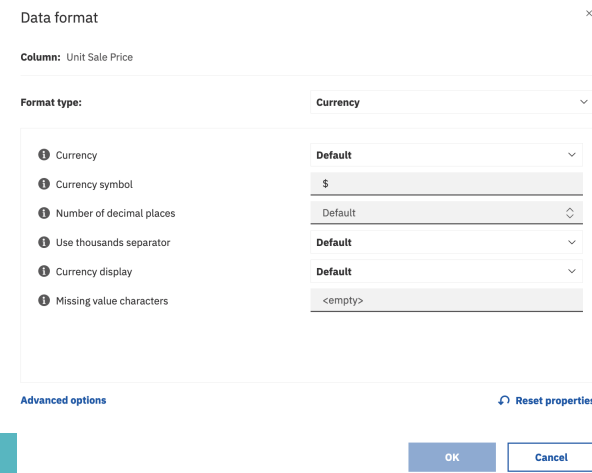 Data format
Column: Unit Sale Price
Format type: Currency
Currency Default
Currency symbol $
Number of decimal places Default
Use thousands separator Default
Currency display Default
Missing value characters <empty>
Advanced options Reset properties
OK Cancel